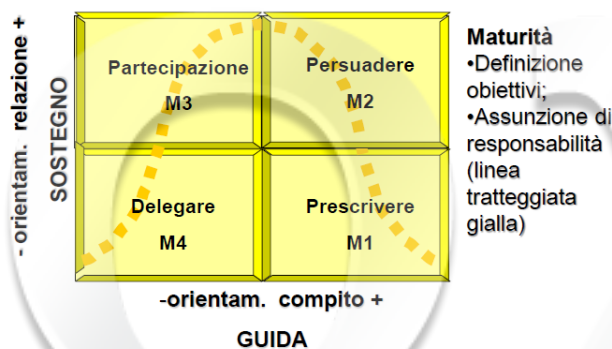 - orientam. relazione +
SOSTEGNO
Partecipazione
M3
Persuadere
M2
Delegare
M4
Prescrivere
M1
-orientam. compito +
GUIDA
Maturità
•Definizione
obiettivi;
•Assunzione di
responsabilità
(linea
tratteggiata
gialla)